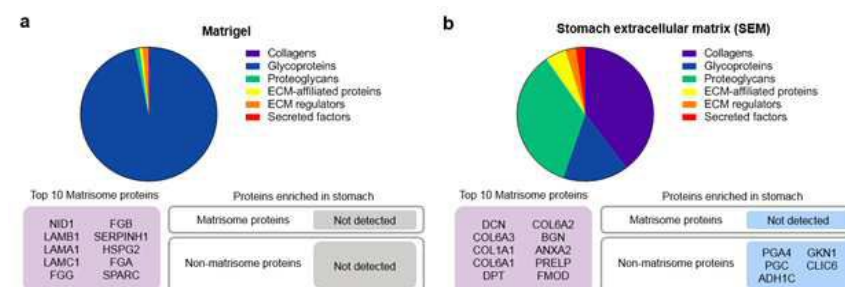 a
Matrigel
Collagens
Glycoproteins
Proteoglycans
ECM-affiliated proteins
ECM regulators
Secreted factors
Top 10 Matrisome proteins
NID1 FGB
LAMB1 SERPINH1
LAMA1 HSPG2
LAMC1 FGA
FGG SPARC
Proteins enriched in stomach
Matrisome proteins Not detected
Non-matrisome proteins Not detected
b
Stomach extracellular matrix (SEM)
Collagens
Glycoproteins
Proteoglycans
ECM-affiliated proteins
ECM regulators
Secreted factors
Top 10 Matrisome proteins
DCN COL6A2
COL6A3 BGN
COL1A1 ANXA2
COL6A1 PRELP
DPT FMOD
Proteins enriched in stomach
Matrisome proteins Not detected
Non-matrisome proteins
PGA4 GKN1
PGC CLIC6
ADH1C